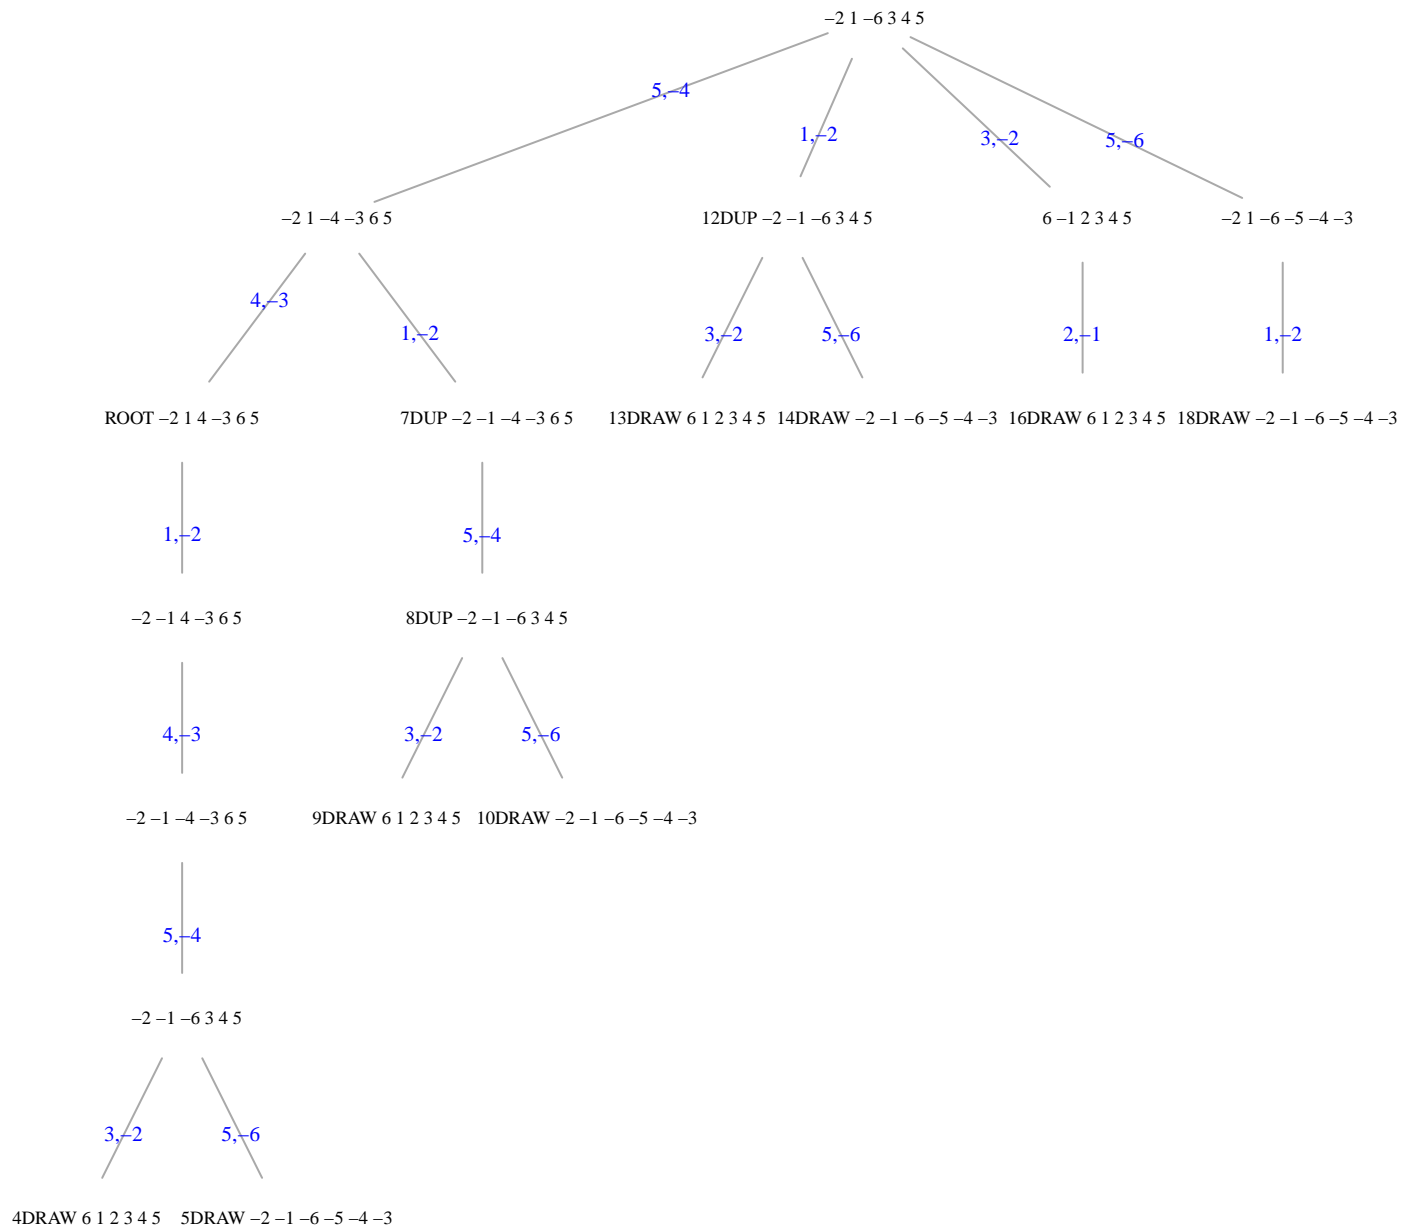 −2 1 −6 3 4 5
5,−4
1,−2
3,−2
5,−6
−2 1 −4 −3 6 5
12DUP −2 −1 −6 3 4 5
6 −1 2 3 4 5
−2 1 −6 −5 −4 −3
4,−3
1,−2
3,−2
5,−6
2,−1
1,−2
ROOT −2 1 4 −3 6 5
7DUP −2 −1 −4 −3 6 5
13DRAW 6 1 2 3 4 5
14DRAW −2 −1 −6 −5 −4 −3
16DRAW 6 1 2 3 4 5
18DRAW −2 −1 −6 −5 −4 −3
1,−2
5,−4
−2 −1 4 −3 6 5
8DUP −2 −1 −6 3 4 5
4,−3
3,−2
5,−6
−2 −1 −4 −3 6 5
9DRAW 6 1 2 3 4 5
10DRAW −2 −1 −6 −5 −4 −3
5,−4
−2 −1 −6 3 4 5
3,−2
5,−6
4DRAW 6 1 2 3 4 5
5DRAW −2 −1 −6 −5 −4 −3